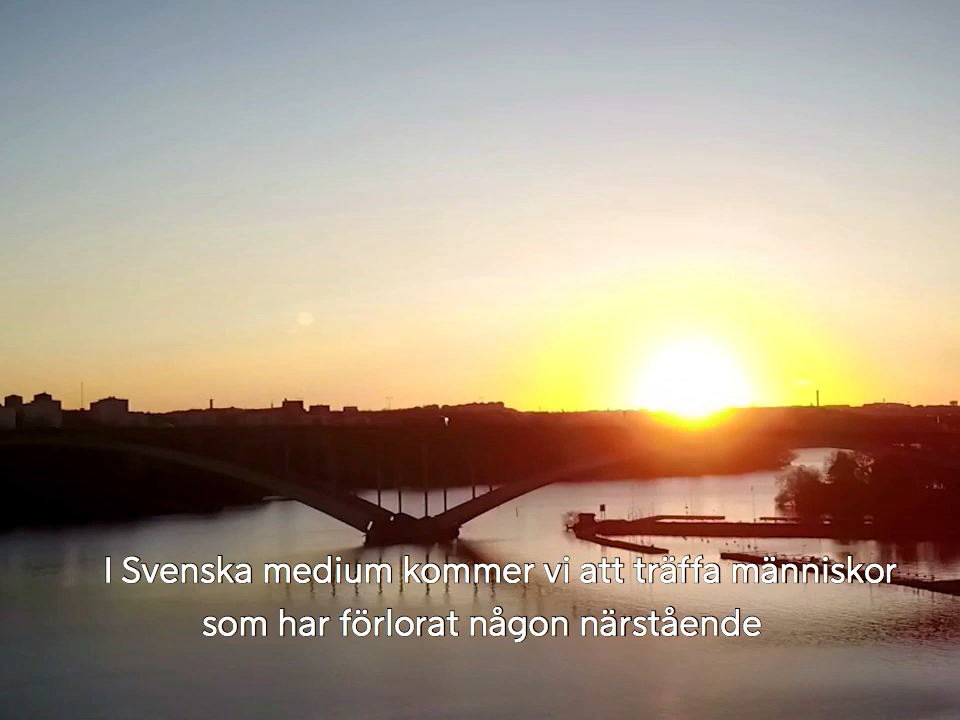 I Svenska medium kommer vi att träffa människor
som har förlorat någon närstående